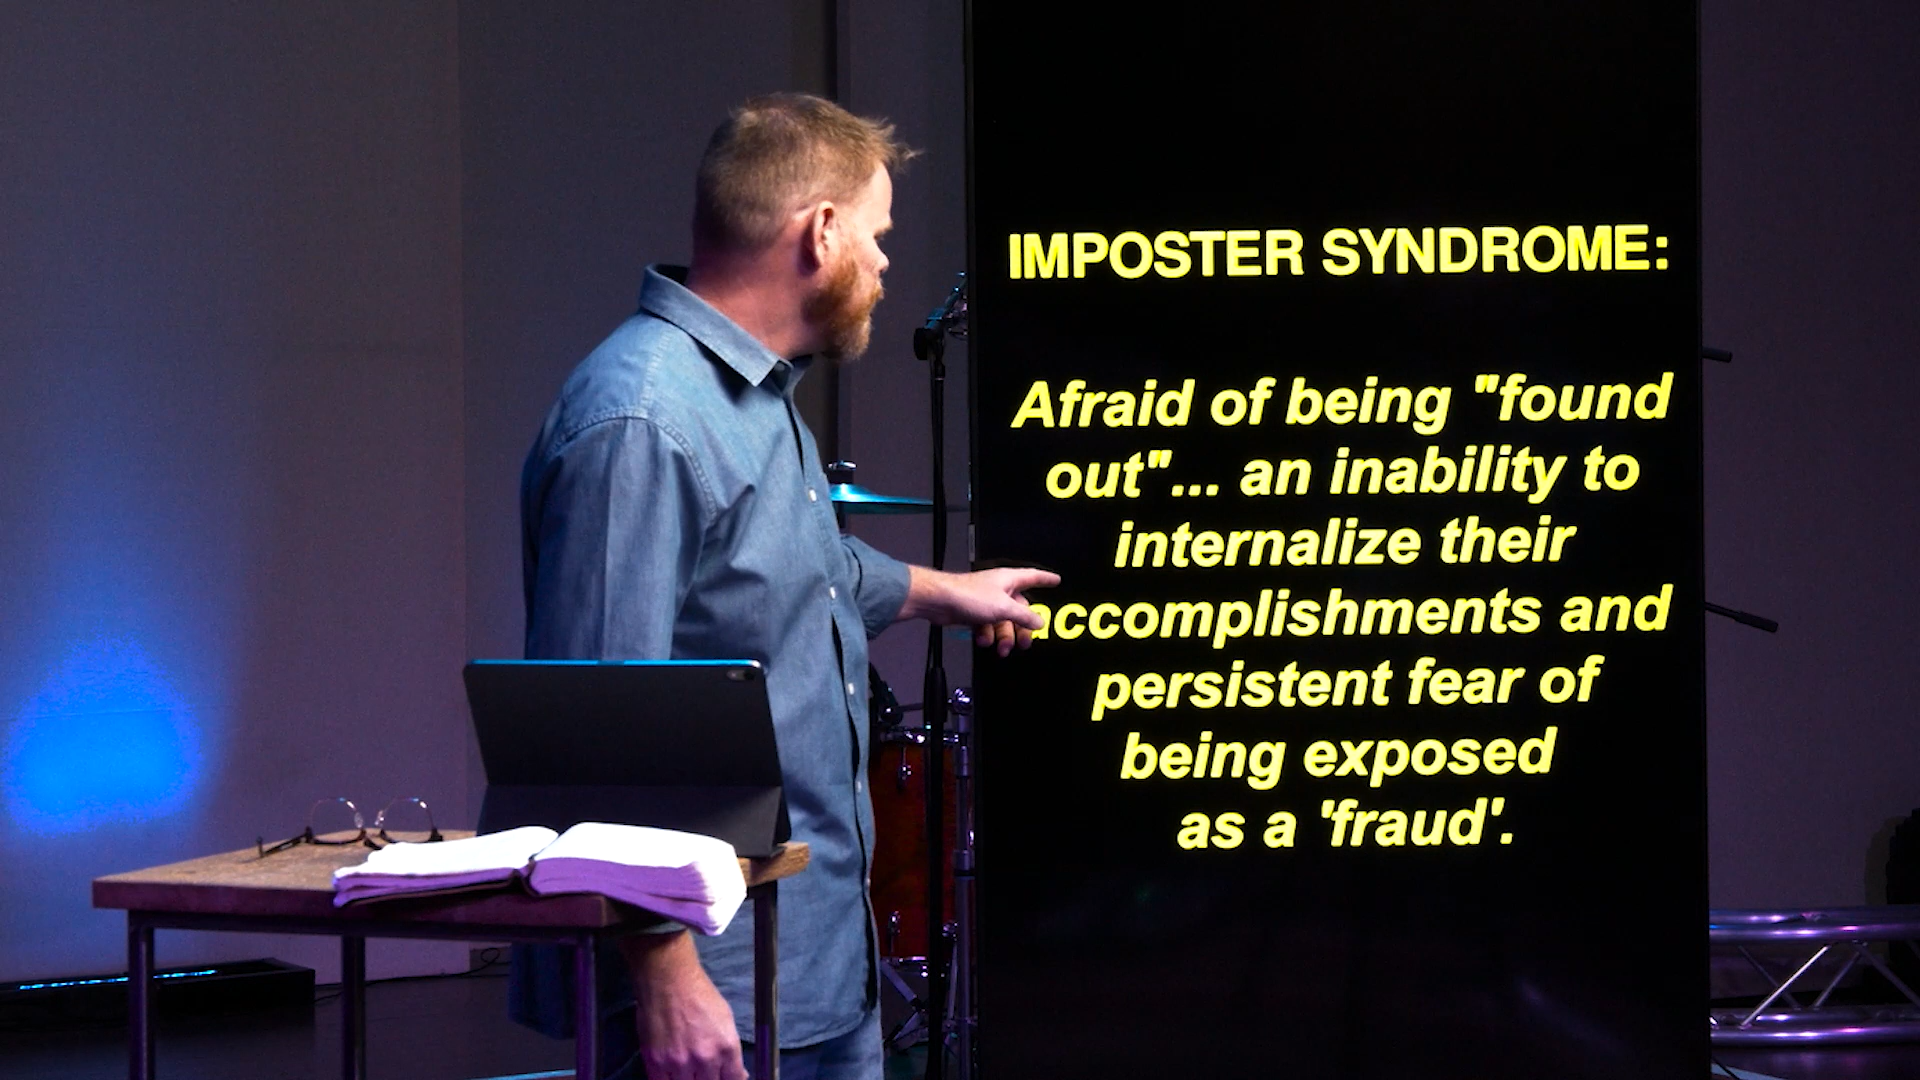 IMPOSTER SYNDROME:
Afraid of being "found
out"... an inability to
internalize their
accomplishments and
persistent fear of
being exposed
as a 'fraud'.